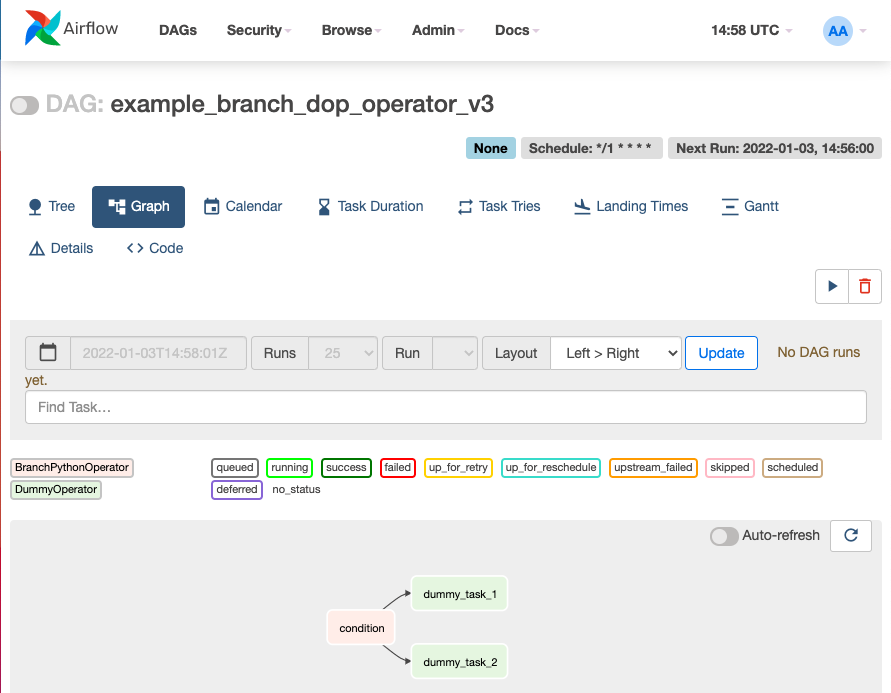 Airflow DAGs Security Browse Admin Docs 14:58 UTC AA
DAG: example_branch_dop_operator_v3
None Schedule: */1 * * * * Next Run: 2022-01-03, 14:56:00
Tree Graph Calendar Task Duration Task Tries Landing Times Gantt
Details Code
2022-01-03T14:58:01Z Runs 25 Run Layout Left > Right Update No DAG runs
yet.
Find Task…
BranchPythonOperator queued running success failed up_for_retry up_for_reschedule upstream_failed skipped scheduled
DummyOperator deferred no_status
Auto-refresh
dummy_task_1
condition
dummy_task_2